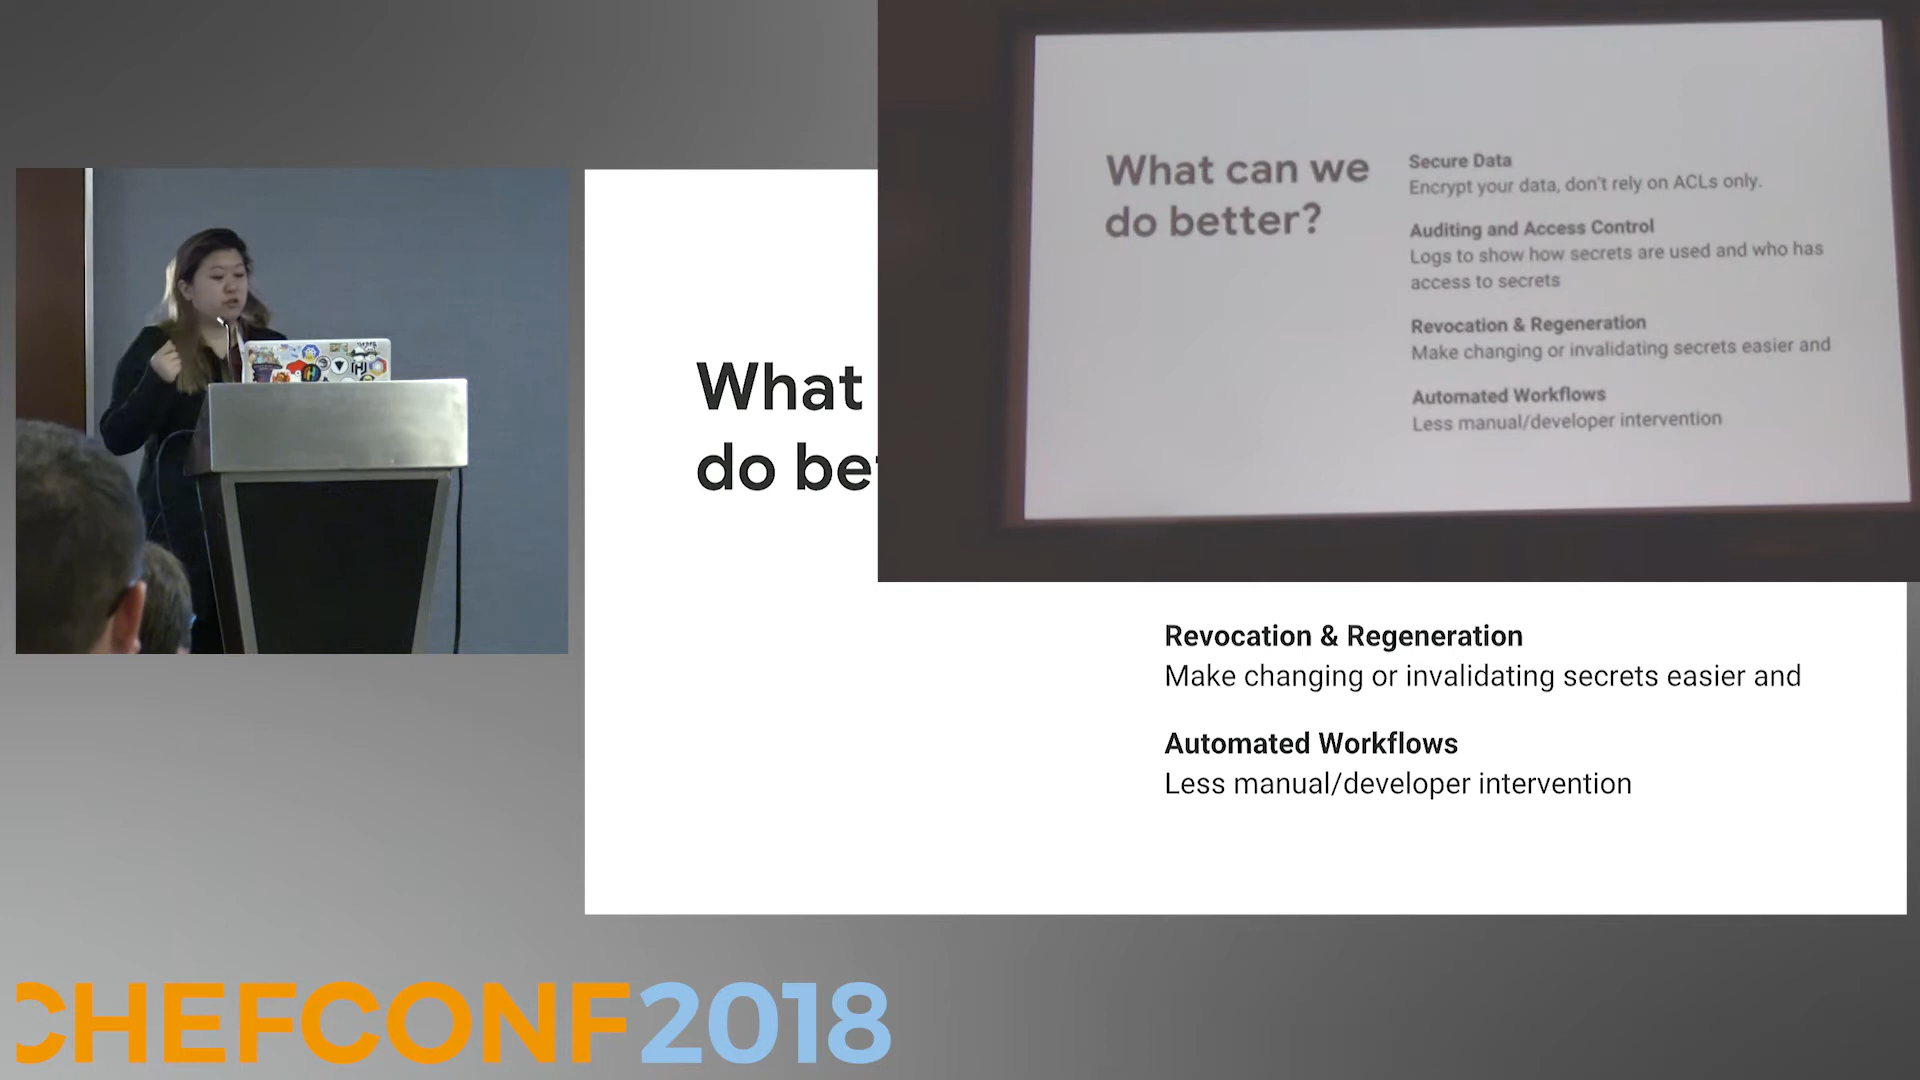 What can we
do better?
Secure Data
Encrypt your data, don't rely on ACLs only.
Auditing and Access Control
Logs to show how secrets are used and who has
access to secrets
Revocation & Regeneration
Make changing or invalidating secrets easier and
Automated Workflows
Less manual/developer intervention
What
do be
Revocation & Regeneration
Make changing or invalidating secrets easier and
Automated Workflows
Less manual/developer intervention
CHEFCONF2018